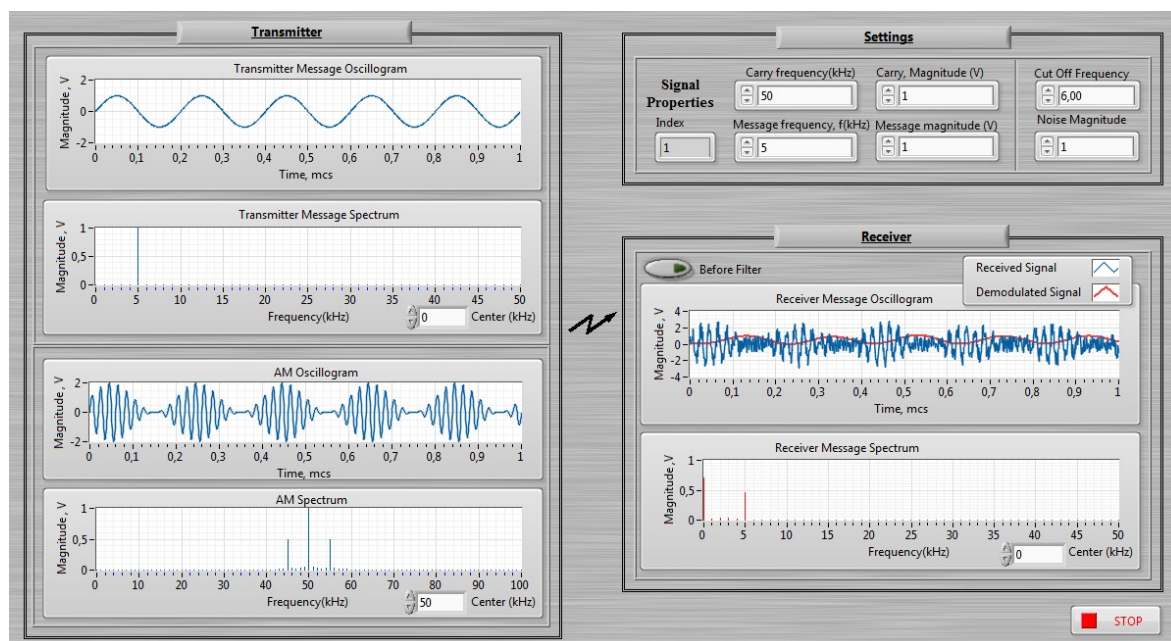 Transmitter
Transmitter Message Oscillogram
Magnitude, V
2
0
-2
0 0,1 0,2 0,3 0,4 0,5 0,6 0,7 0,8 0,9 1
Time, mcs
Transmitter Message Spectrum
Magnitude, V
1
0,5
0
0 5 10 15 20 25 30 35 40 45 50
Frequency(kHz) 0 Center (kHz)
AM Oscillogram
Magnitude, V
2
0
-2
0 0,1 0,2 0,3 0,4 0,5 0,6 0,7 0,8 0,9 1
Time, mcs
AM Spectrum
Magnitude, V
1
0,5
0
0 10 20 30 40 50 60 70 80 90 100
Frequency(kHz) 50 Center (kHz)
Settings
Signal
Properties
Index
1
Carry frequency(kHz)
50
Message frequency, f(kHz)
5
Carry, Magnitude (V)
1
Message magnitude (V)
1
Cut Off Frequency
6,00
Noise Magnitude
1
Receiver
Before Filter
Received Signal
Demodulated Signal
Receiver Message Oscillogram
Magnitude, V
4
2
0
-2
-4
0 0,1 0,2 0,3 0,4 0,5 0,6 0,7 0,8 0,9 1
Time, mcs
Receiver Message Spectrum
Magnitude,V
1
0,5
0
0 5 10 15 20 25 30 35 40 45 50
Frequency(kHz) 0 Center (kHz)
STOP